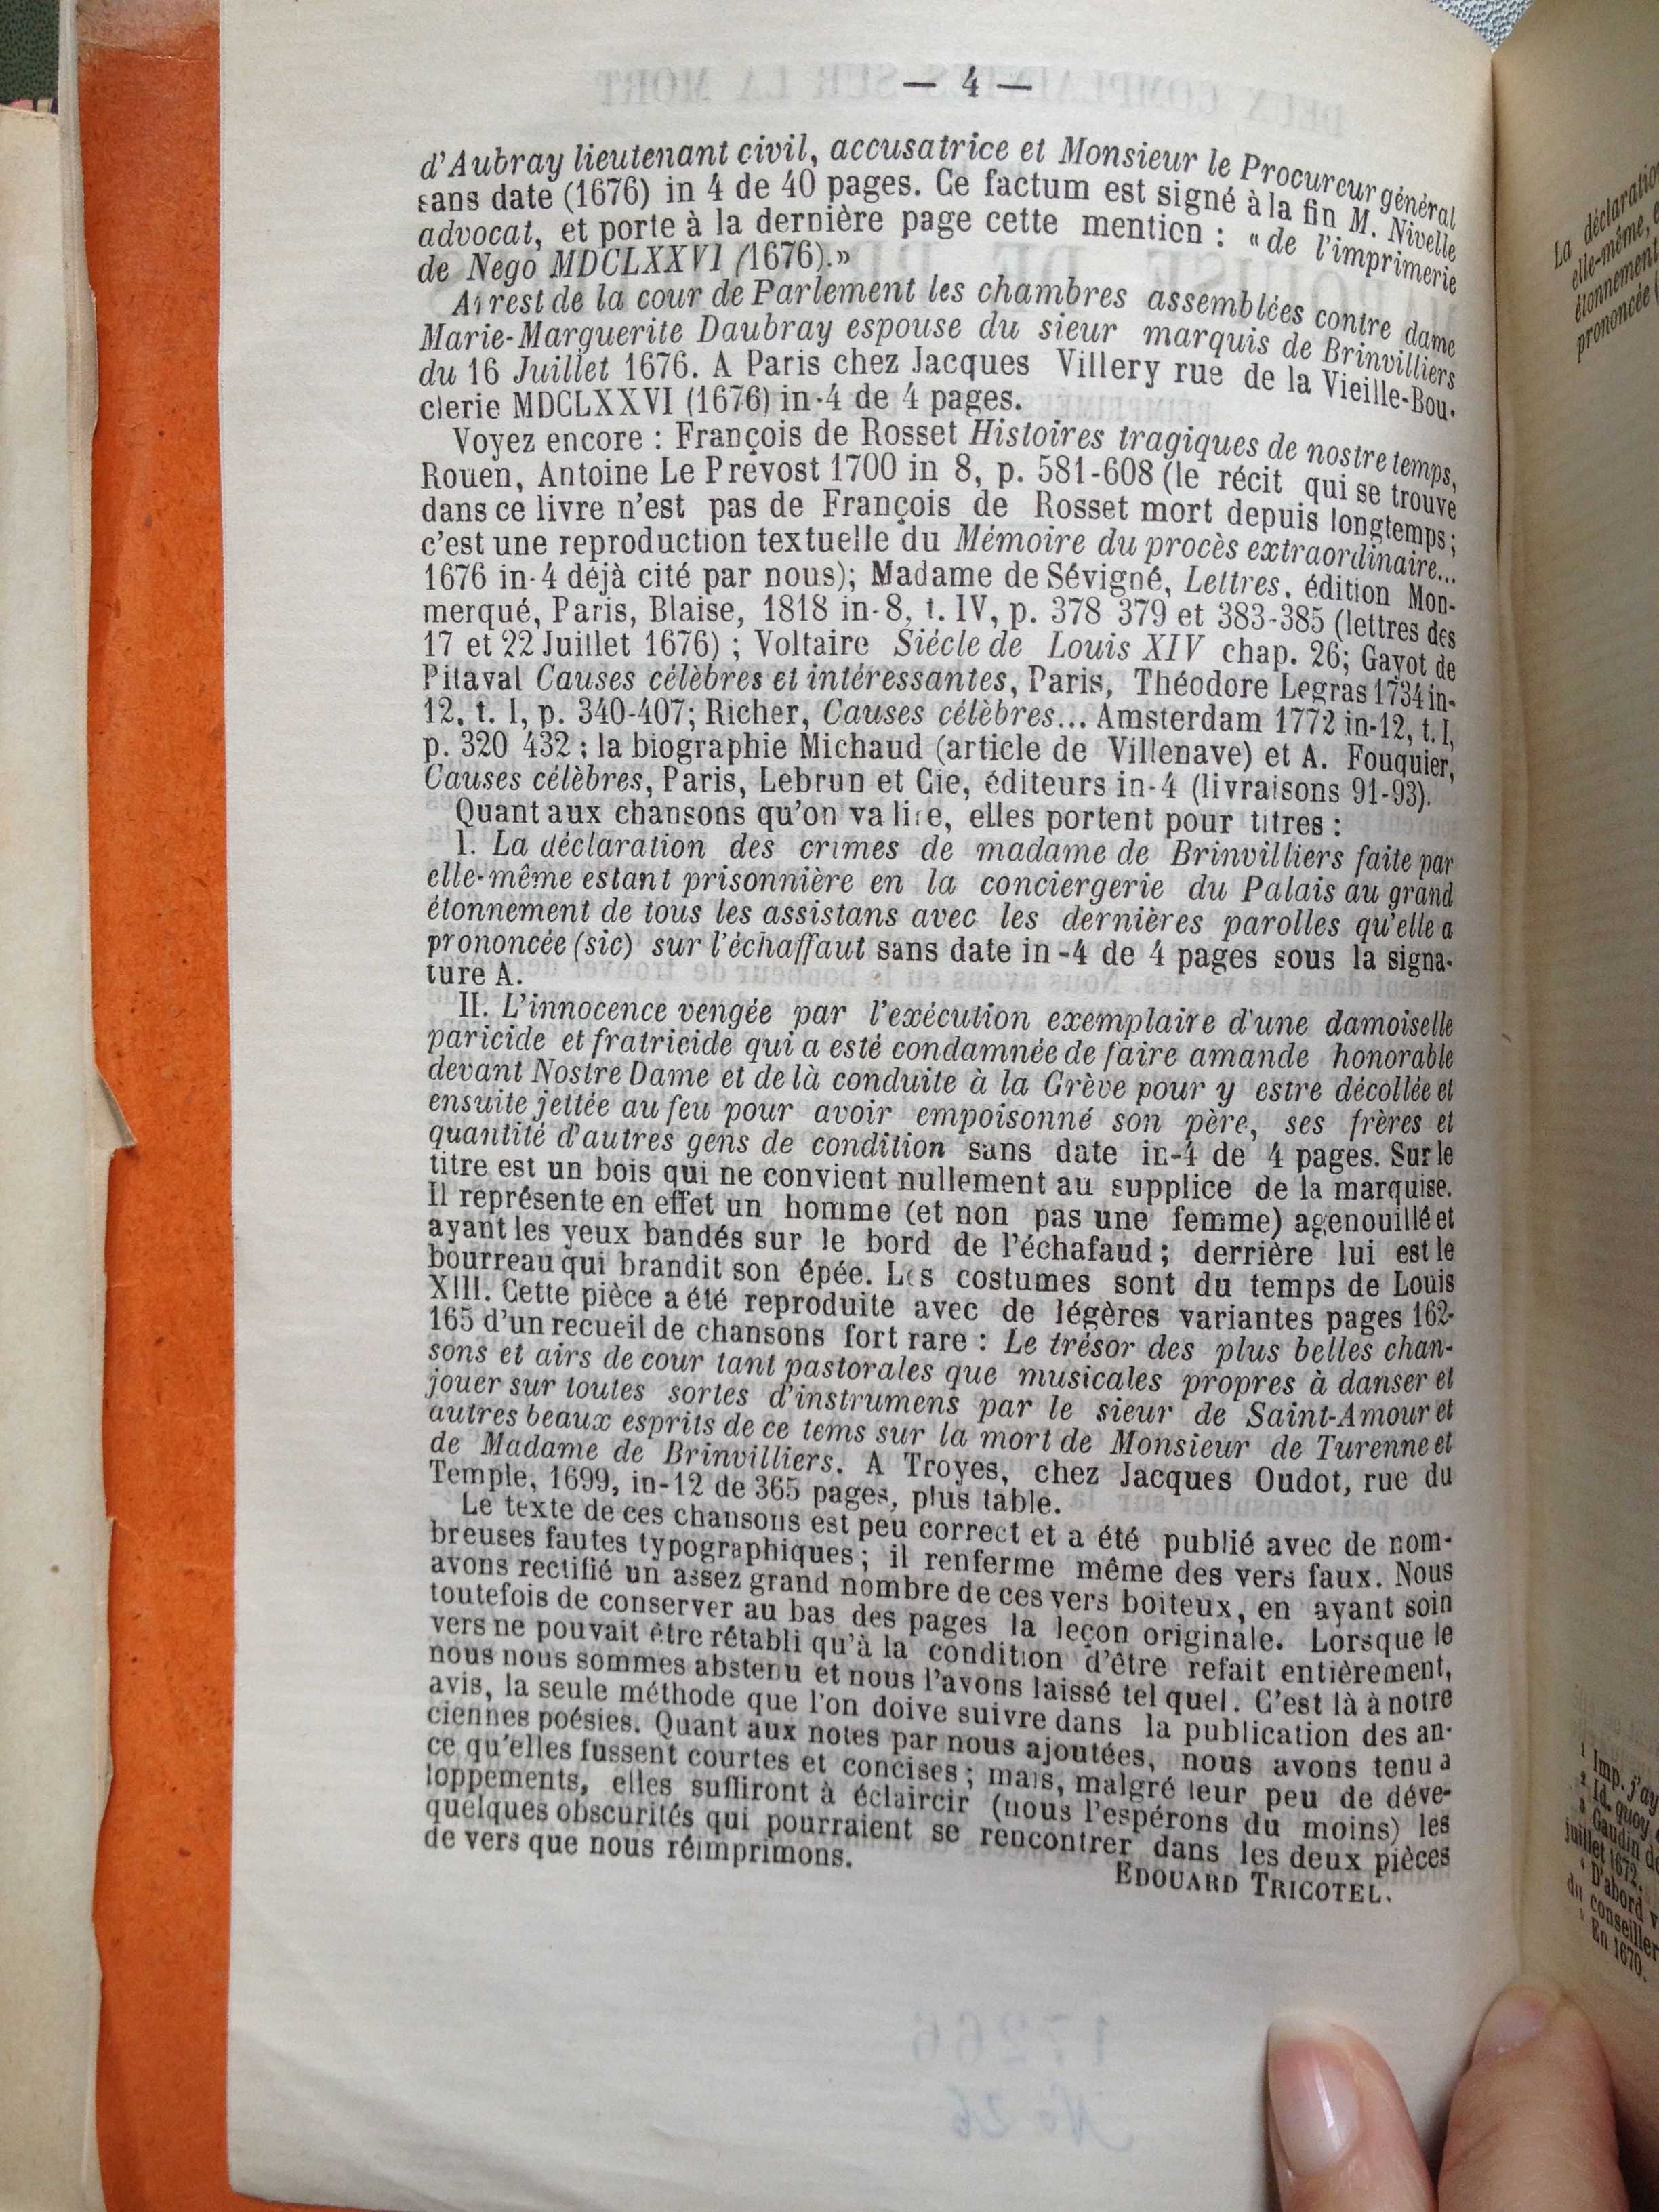 — 4 —
d'Aubray lieutenant civil, accusatrice et Monsieur le Procureur général
sans date (1676) in 4 de 40 pages. Ce factum est signé à la fin M. Nivelle
advocat, et porte à la dernière page cette mention : « de l'imprimerie
de Nego MDCLXXVI (1676).»
Arrest de la cour de Parlement les chambres assemblées contre dame
Marie-Marguerite Daubray espouse du sieur marquis de Brinvilliers
du 16 Juillet 1676. A Paris chez Jacques Villery rue de la Vieille-Bou-
clerie MDCLXXVI (1676) in-4 de 4 pages.
Voyez encore : François de Rosset Histoires tragiques de nostre temps,
Rouen, Antoine Le Prévost 1700 in 8, p. 581-608 (le récit qui se trouve
dans ce livre n'est pas de François de Rosset mort depuis longtemps;
c'est une reproduction textuelle du Mémoire du procès extraordinaire...
1676 in-4 déjà cité par nous); Madame de Sévigné, Lettres, édition Mon-
merqué, Paris, Blaise, 1818 in-8, t. IV, p. 378 379 et 383-385 (lettres des
17 et 22 Juillet 1676) ; Voltaire Siécle de Louis XIV chap. 26; Gayot de
Pitaval Causes célèbres et intéressantes, Paris, Théodore Legras 1734 in-
12, t. I, p. 340-407; Richer, Causes célèbres... Amsterdam 1772 in-12, t. I,
p. 320 432 ; la biographie Michaud (article de Villenave) et A. Fouquier,
Causes célèbres, Paris, Lebrun et Cie, éditeurs in-4 (livraisons 91-93).
Quant aux chansons qu'on va lire, elles portent pour titres :
I. La déclaration des crimes de madame de Brinvilliers faite par
elle-même estant prisonnière en la conciergerie du Palais au grand
étonnement de tous les assistans avec les dernières parolles qu'elle a
prononcée (sic) sur l'échaffaut sans date in-4 de 4 pages sous la signa-
ture A.
II. L'innocence vengée par l'exécution exemplaire d'une damoiselle
paricide et fratricide qui a esté condamnée de faire amande honorable
devant Nostre Dame et de là conduite à la Grève pour y estre décollée et
ensuite jettée au feu pour avoir empoisonné son père, ses frères et
quantité d'autres gens de condition sans date in-4 de 4 pages. Sur le
titre est un bois qui ne convient nullement au supplice de la marquise.
Il représente en effet un homme (et non pas une femme) agenouillé et
ayant les yeux bandés sur le bord de l'échafaud ; derrière lui est le
bourreau qui brandit son épée. Les costumes sont du temps de Louis
XIII. Cette pièce a été reproduite avec de légères variantes pages 162-
165 d'un recueil de chansons fort rare : Le trésor des plus belles chan-
sons et airs de cour tant pastorales que musicales propres à danser et
jouer sur toutes sortes d'instrumens par le sieur de Saint-Amour et
autres beaux esprits de ce tems sur la mort de Monsieur de Turenne et
de Madame de Brinvilliers. A Troyes, chez Jacques Oudot, rue du
Temple, 1699, in-12 de 365 pages, plus table.
Le texte de ces chansons est peu correct et a été publié avec de nom-
breuses fautes typographiques ; il renferme même des vers faux. Nous
avons rectifié un assez grand nombre de ces vers boiteux, en ayant soin
toutefois de conserver au bas des pages la leçon originale. Lorsque le
vers ne pouvait être rétabli qu'à la condition d'être refait entièrement,
nous nous sommes abstenu et nous l'avons laissé tel quel. C'est là à notre
avis, la seule méthode que l'on doive suivre dans la publication des an-
ciennes poésies. Quant aux notes par nous ajoutées, nous avons tenu à
ce qu'elles fussent courtes et concises ; mais, malgré leur peu de déve-
loppements, elles suffiront à éclaircir (nous l'espérons du moins) les
quelques obscurités qui pourraient se rencontrer dans les deux pièces
de vers que nous réimprimons.
EDOUARD TRICOTEL.
La déclaration
elle-même,
étonnement
prononcée
1 Imp. j'ay
2 Id. quoy
3 Gaudin de
juillet 1672.
4 D'abord
du conseiller
5 En 1670.